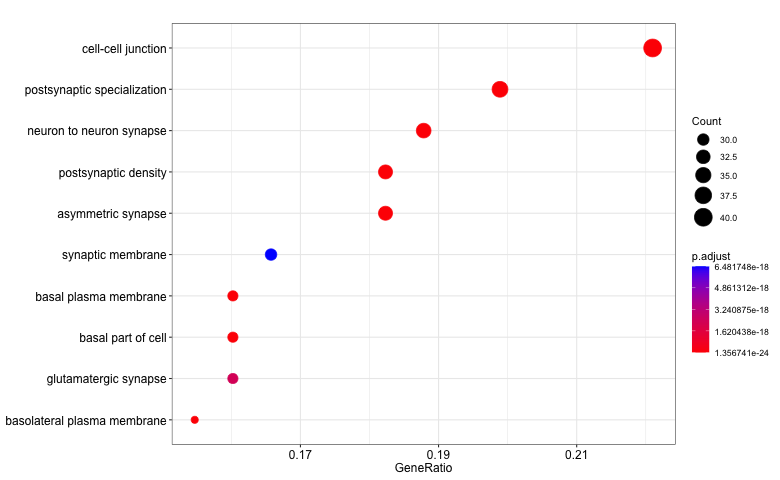 cell-cell junction
postsynaptic specialization
neuron to neuron synapse
postsynaptic density
asymmetric synapse
synaptic membrane
basal plasma membrane
basal part of cell
glutamatergic synapse
basolateral plasma membrane
0.17 0.19 0.21
GeneRatio
Count
30.0
32.5
35.0
37.5
40.0
p.adjust
6.481748e-18
4.861312e-18
3.240875e-18
1.620438e-18
1.356741e-24